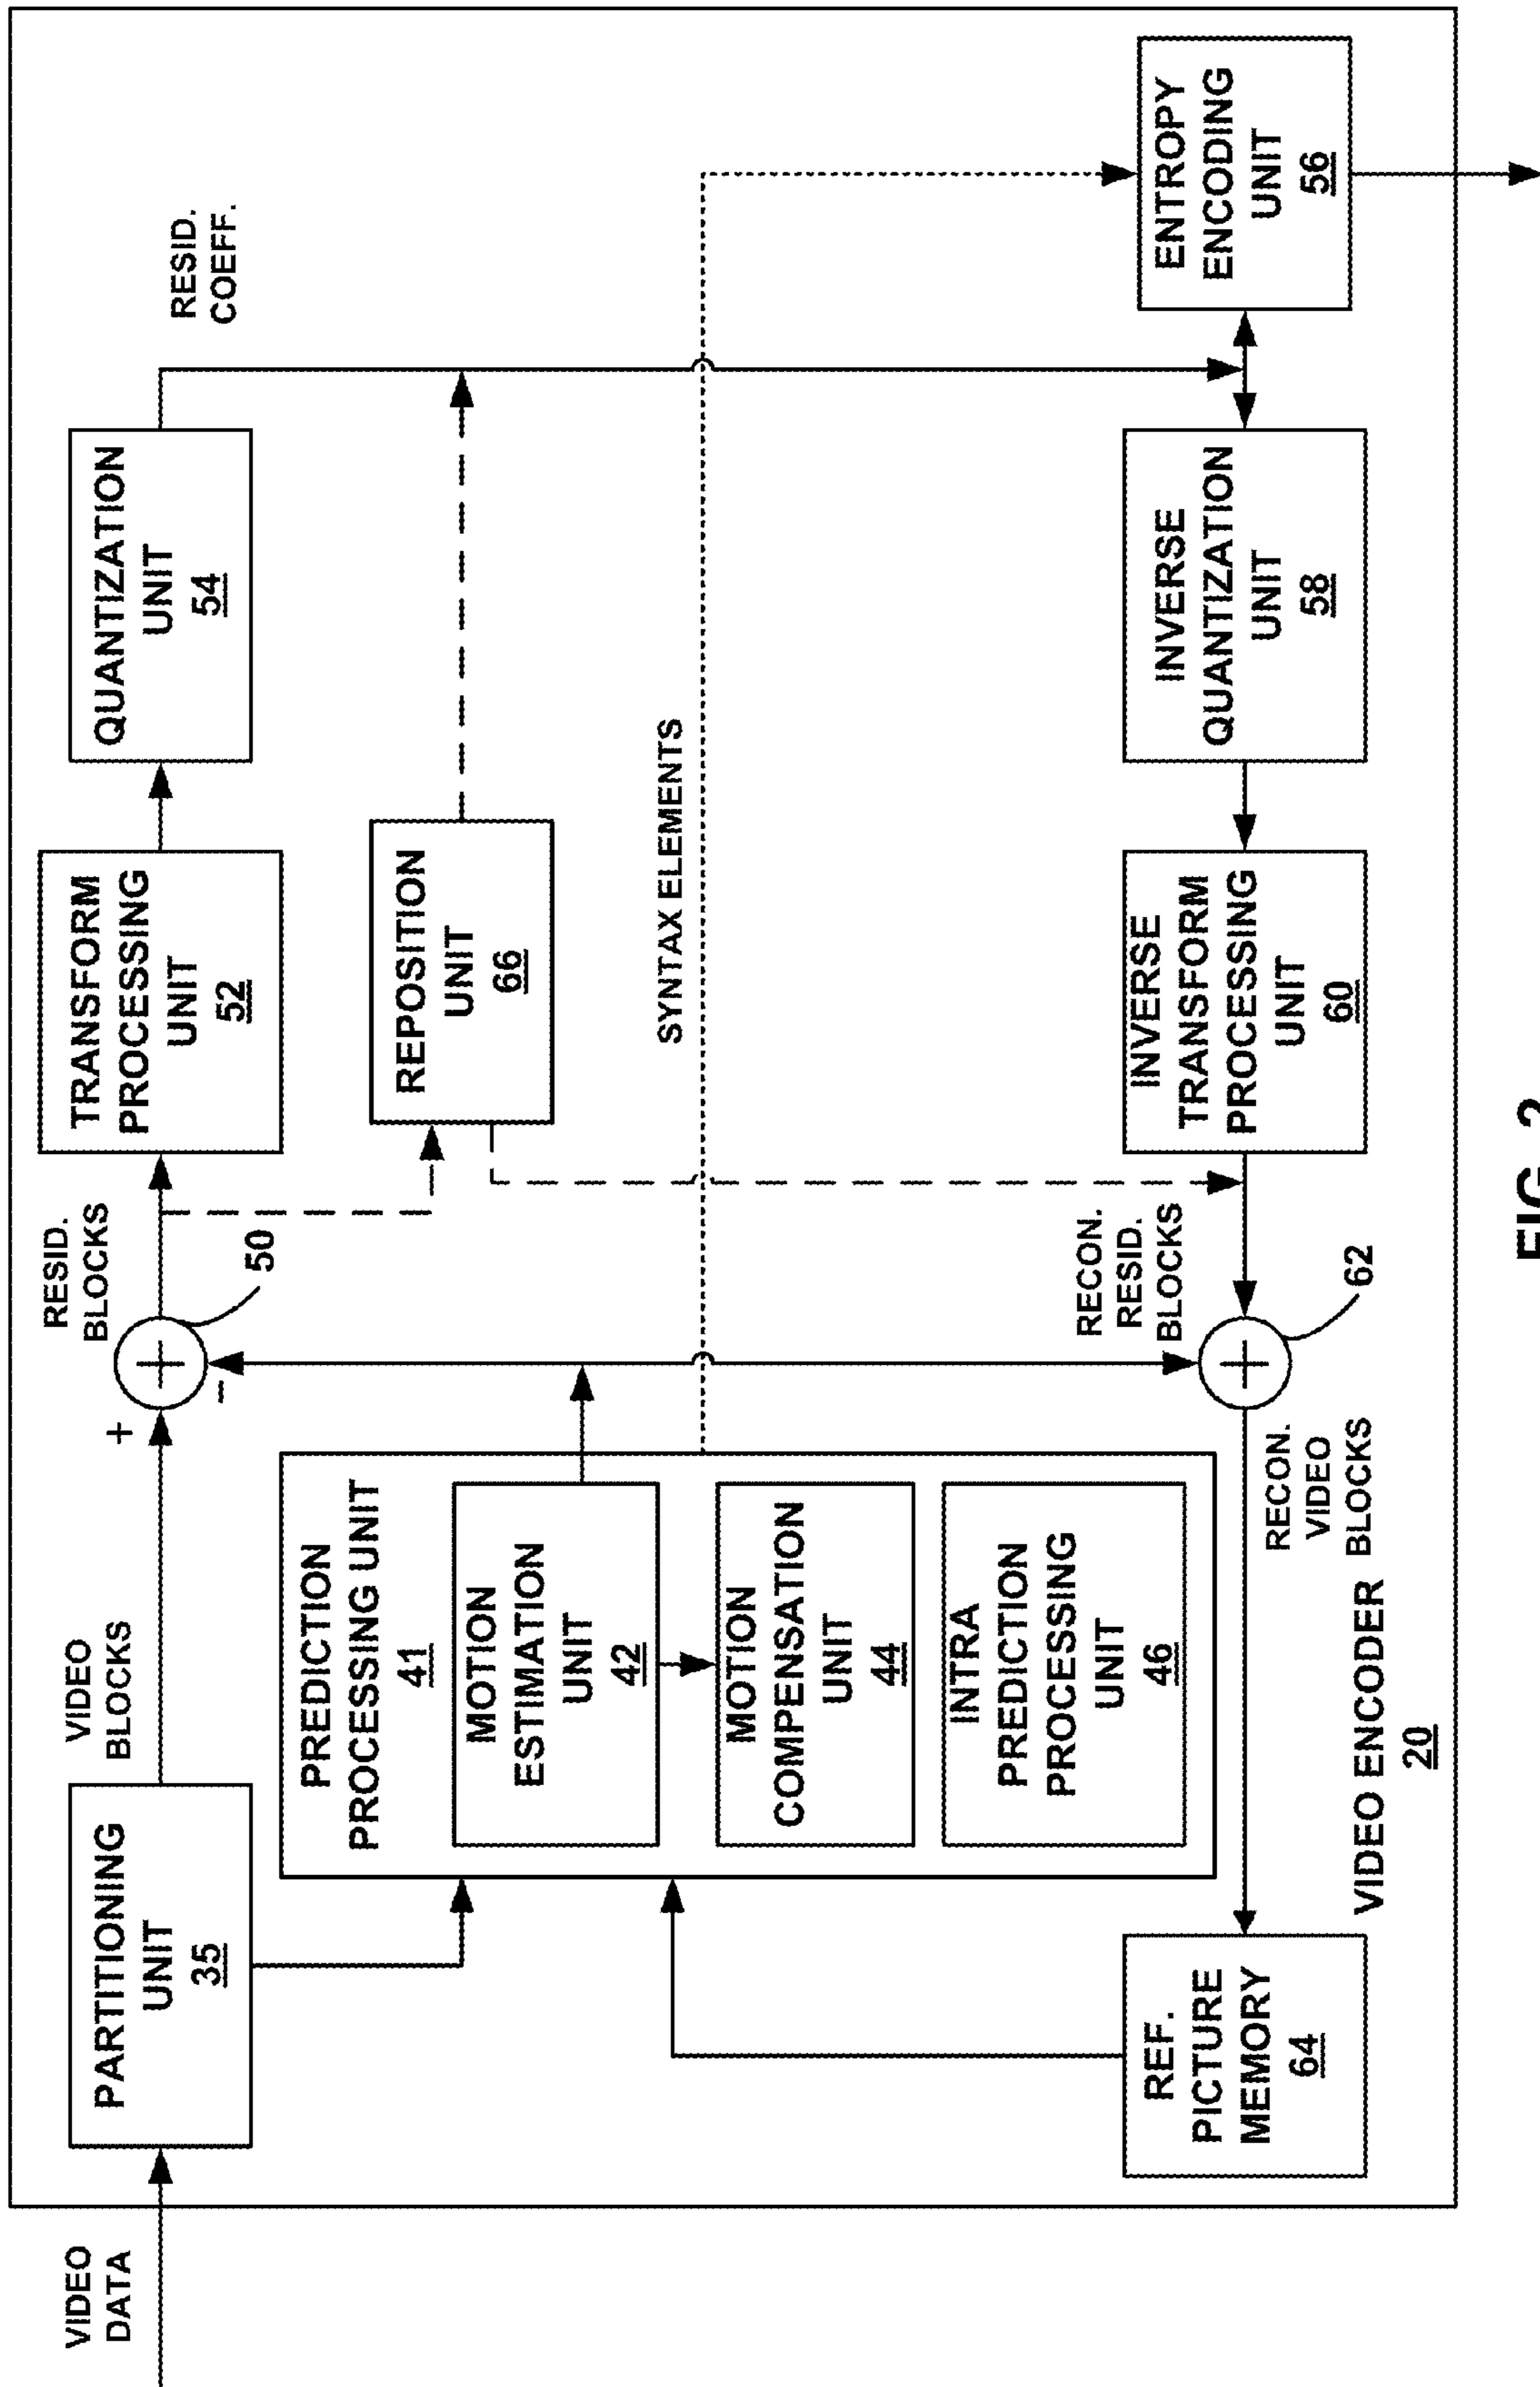 VIDEO
DATA
PARTITIONING
UNIT
35
VIDEO
BLOCKS
+
-
50
RESID.
BLOCKS
TRANSFORM
PROCESSING
UNIT
52
QUANTIZATION
UNIT
54
RESID.
COEFF.
REPOSITION
UNIT
66
PREDICTION
PROCESSING UNIT
41
MOTION
ESTIMATION
UNIT
42
MOTION
COMPENSATION
UNIT
44
INTRA
PREDICTION
PROCESSING
UNIT
46
SYNTAX ELEMENTS
REF.
PICTURE
MEMORY
64
RECON.
VIDEO
BLOCKS
62
RECON.
RESID.
BLOCKS
INVERSE
TRANSFORM
PROCESSING
UNIT
60
INVERSE
QUANTIZATION
UNIT
58
ENTROPY
ENCODING
UNIT
56
VIDEO ENCODER
20
FIG. 2